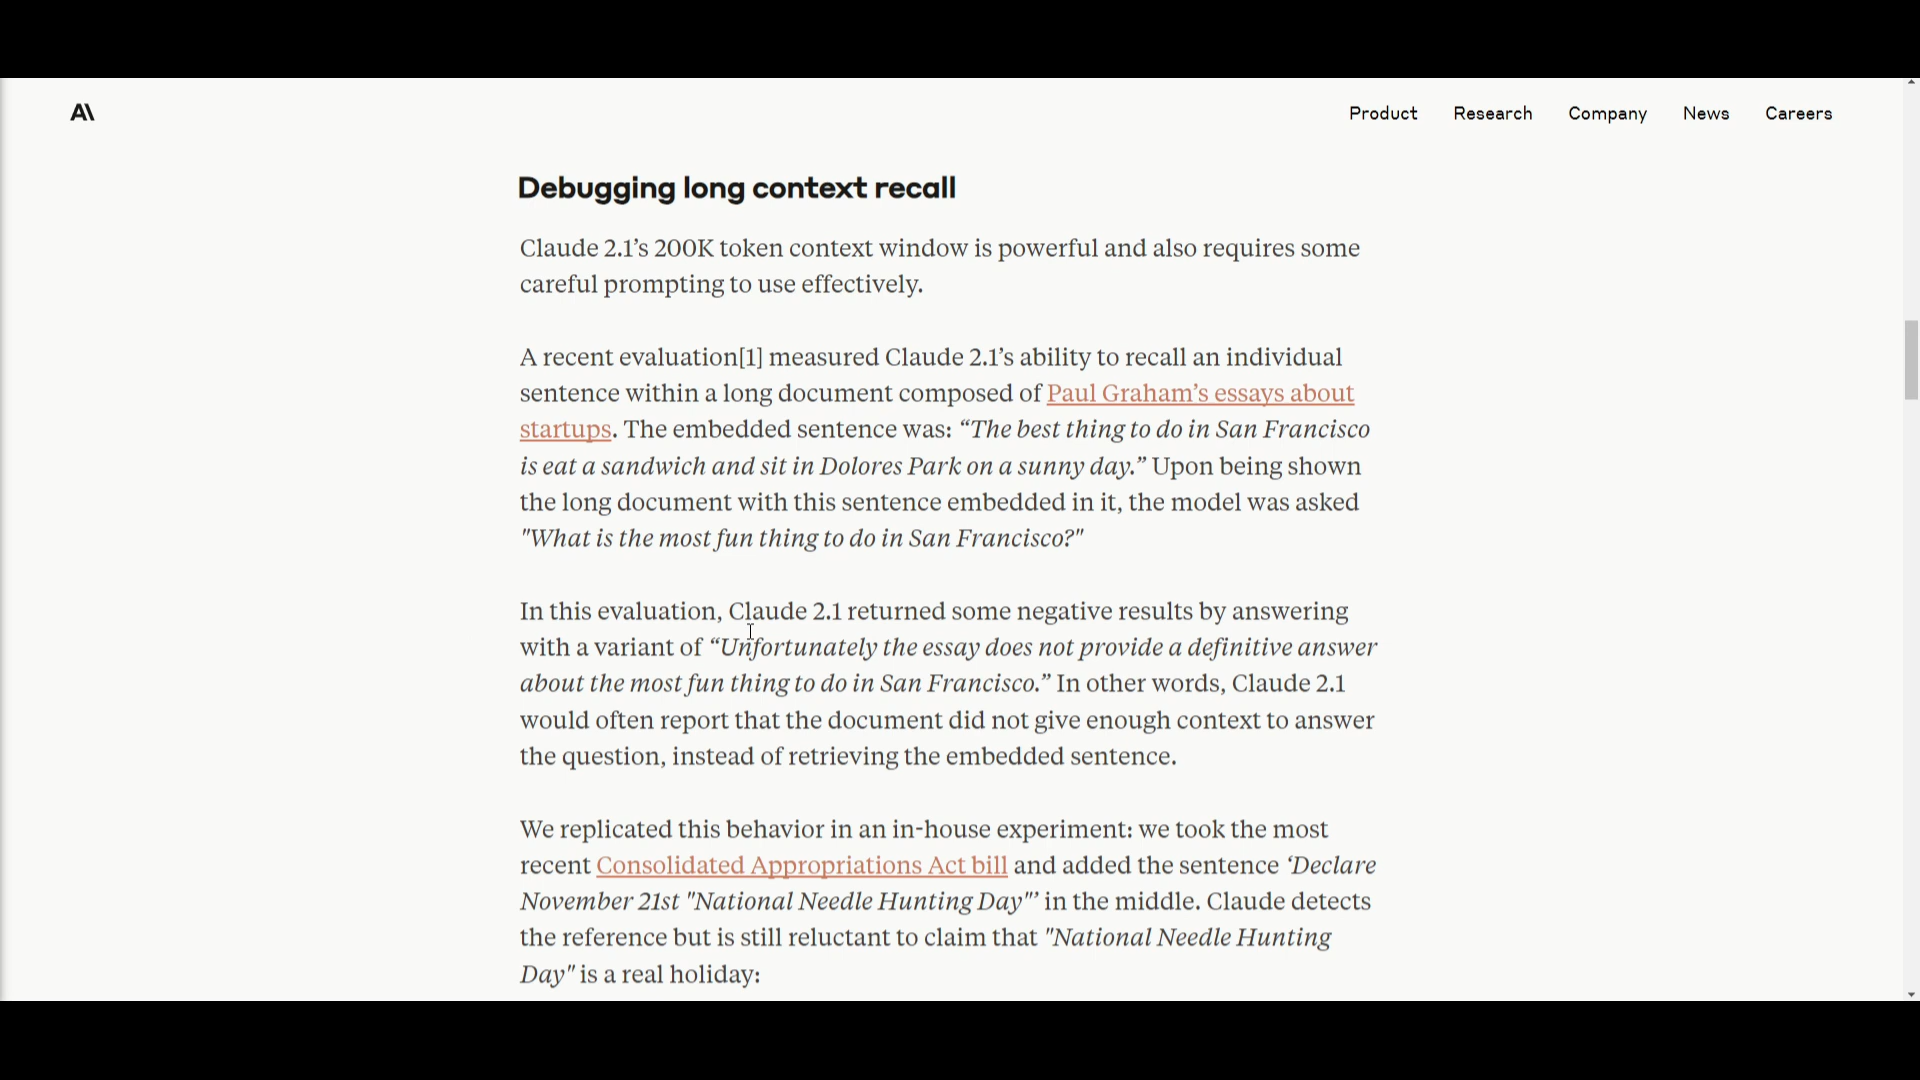 A\
Product Research Company News Careers
Debugging long context recall
Claude 2.1’s 200K token context window is powerful and also requires some
careful prompting to use effectively.
A recent evaluation[1] measured Claude 2.1’s ability to recall an individual
sentence within a long document composed of Paul Graham’s essays about
startups. The embedded sentence was: “The best thing to do in San Francisco
is eat a sandwich and sit in Dolores Park on a sunny day.” Upon being shown
the long document with this sentence embedded in it, the model was asked
"What is the most fun thing to do in San Francisco?"
In this evaluation, Claude 2.1 returned some negative results by answering
with a variant of “Unfortunately the essay does not provide a definitive answer
about the most fun thing to do in San Francisco.” In other words, Claude 2.1
would often report that the document did not give enough context to answer
the question, instead of retrieving the embedded sentence.
We replicated this behavior in an in-house experiment: we took the most
recent Consolidated Appropriations Act bill and added the sentence ‘Declare
November 21st "National Needle Hunting Day"’ in the middle. Claude detects
the reference but is still reluctant to claim that "National Needle Hunting
Day" is a real holiday: